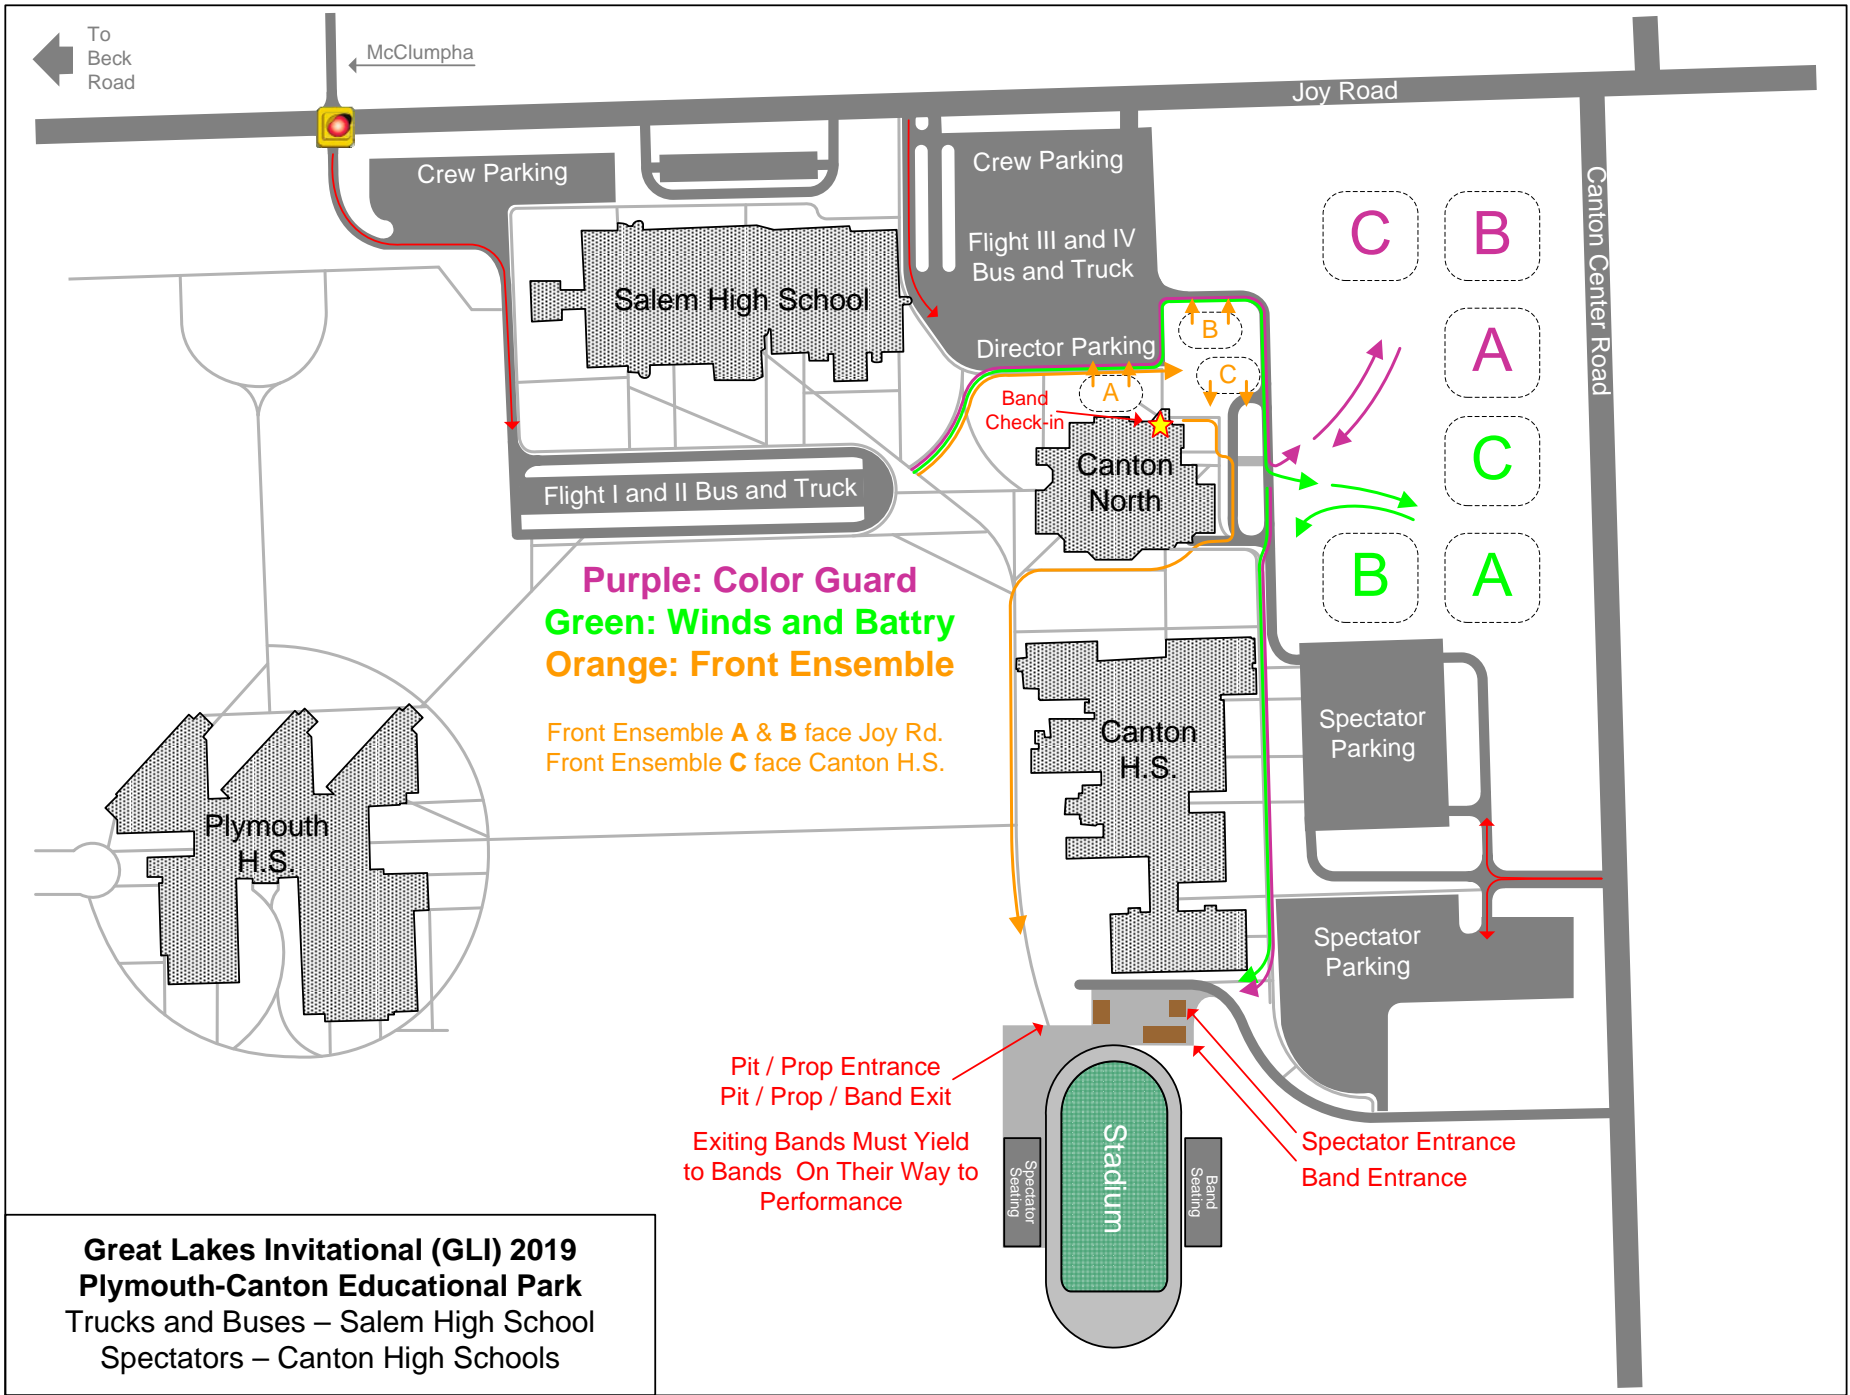 To
Beck
Road
McClumpha
Joy Road
Canton Center Road
Crew Parking
Crew Parking
Flight III and IV
Bus and Truck
Salem High School
Director Parking
C
B
A
C
B
A
B
C
A
Band
Check-in
Canton
North
Flight I and II Bus and Truck
Purple: Color Guard
Green: Winds and Battry
Orange: Front Ensemble
Front Ensemble A & B face Joy Rd.
Front Ensemble C face Canton H.S.
Canton
H.S.
Spectator
Parking
Plymouth
H.S.
Spectator
Parking
Pit / Prop Entrance
Pit / Prop / Band Exit
Exiting Bands Must Yield
to Bands On Their Way to
Performance
Spectator
Seating
Stadium
Band
Seating
Spectator Entrance
Band Entrance
Great Lakes Invitational (GLI) 2019
Plymouth-Canton Educational Park
Trucks and Buses – Salem High School
Spectators – Canton High Schools